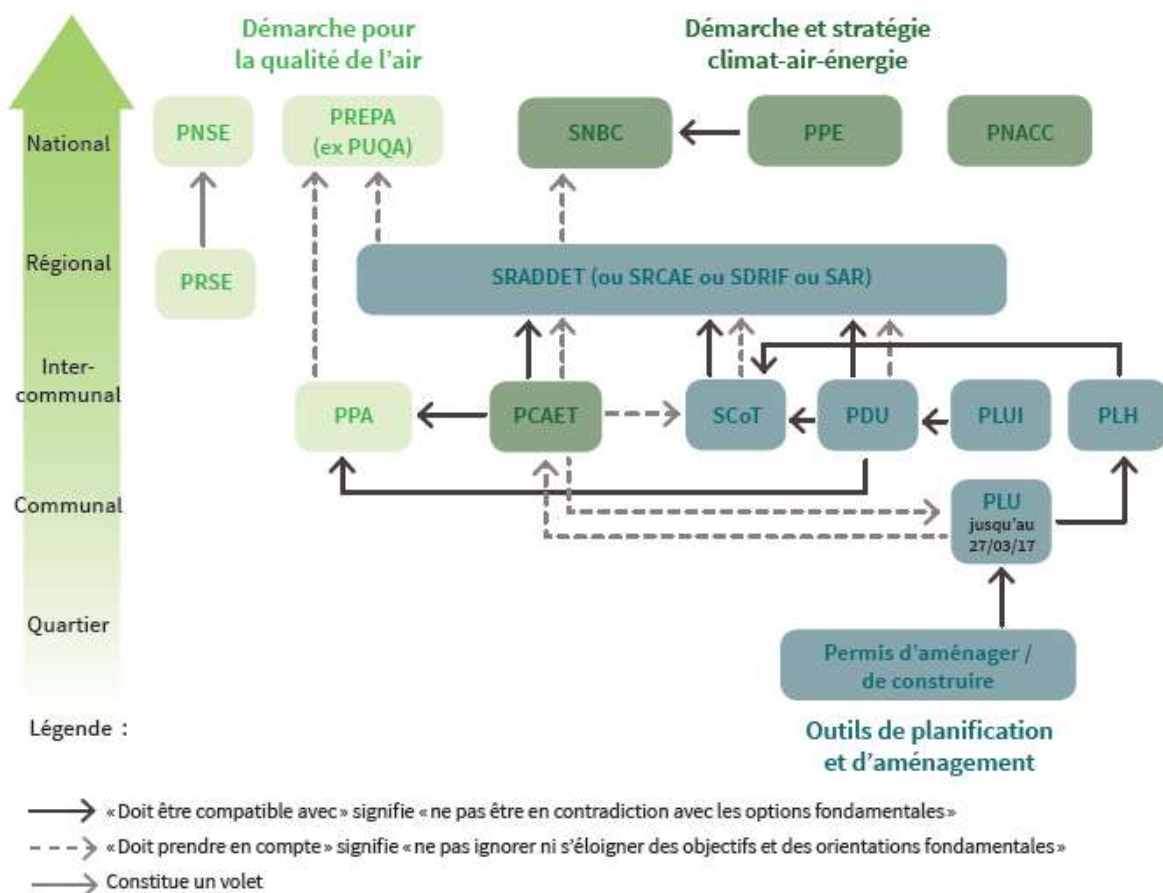 Démarche pour
la qualité de l'air
Démarche et stratégie
climat-air-énergie
National
PNSE
PREPA
(ex PUQA)
SNBC
PPE
PNACC
Régional
PRSE
SRADDET (ou SRCAE ou SDRIF ou SAR)
Inter-
communal
PPA
PCAET
SCoT
PDU
PLUI
PLH
Communal
PLU
jusqu'au
27/03/17
Quartier
Permis d'aménager /
de construire
Légende :
Outils de planification
et d'aménagement
« Doit être compatible avec » signifie « ne pas être en contradiction avec les options fondamentales »
« Doit prendre en compte » signifie « ne pas ignorer ni s'éloigner des objectifs et des orientations fondamentales »
Constitue un volet